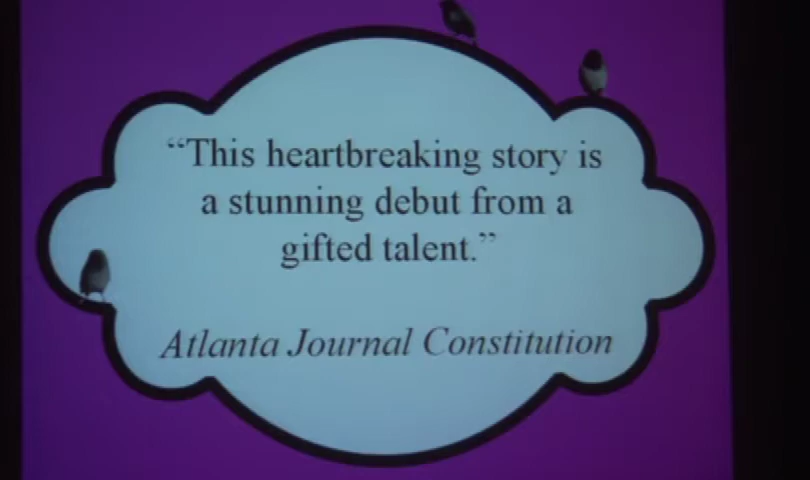 “This heartbreaking story is
a stunning debut from a
gifted talent.”
Atlanta Journal Constitution